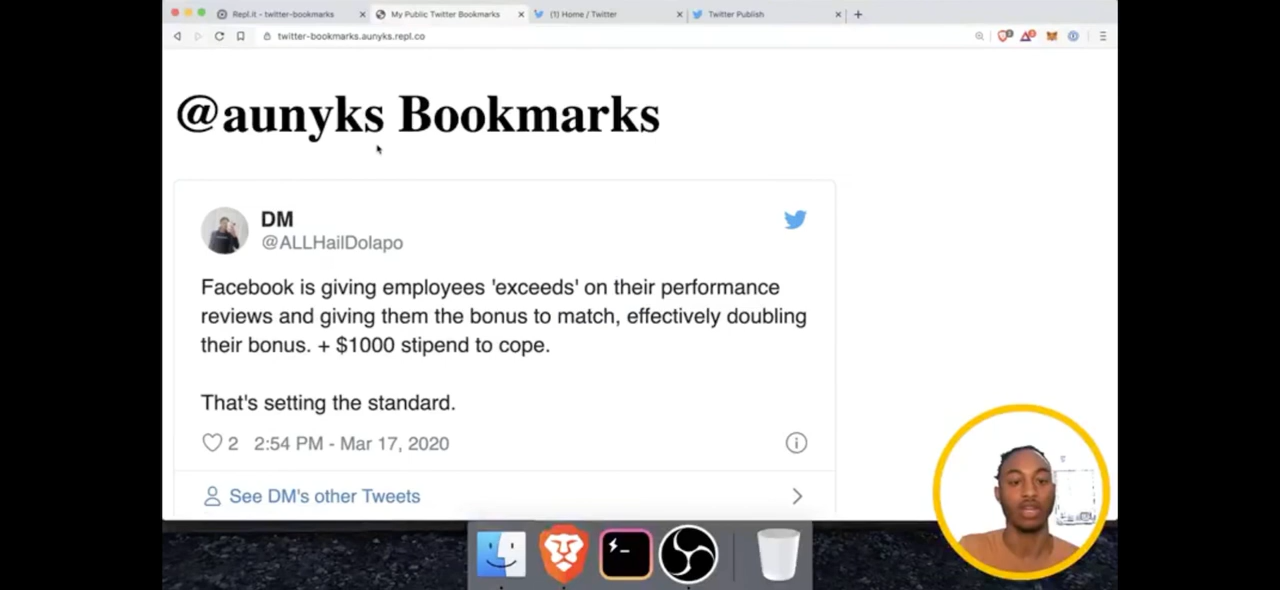 Repl.it - twitter-bookmarks
My Public Twitter Bookmarks
(1) Home / Twitter
Twitter Publish
twitter-bookmarks.aunyks.repl.co
@aunyks Bookmarks
DM
@ALLHailDolapo
Facebook is giving employees 'exceeds' on their performance
reviews and giving them the bonus to match, effectively doubling
their bonus. + $1000 stipend to cope.
That's setting the standard.
2 2:54 PM - Mar 17, 2020
See DM's other Tweets